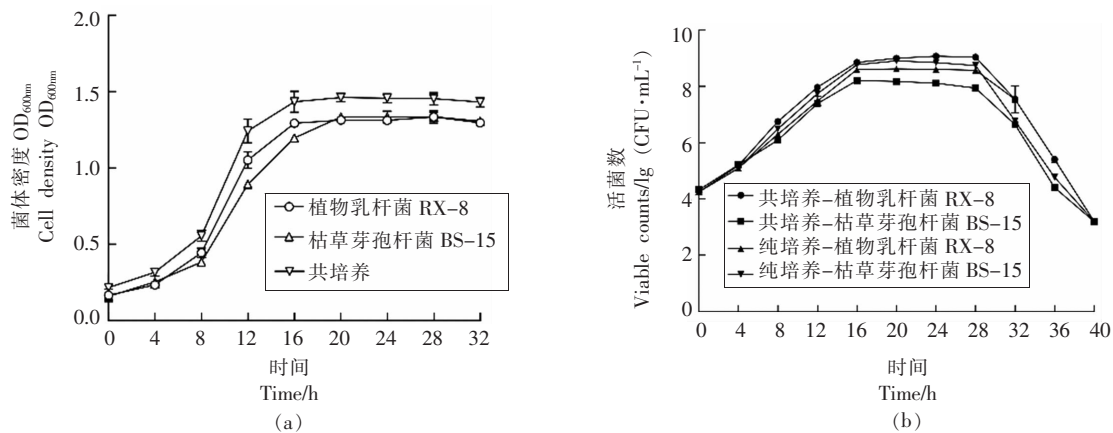 菌体密度 OD600nm
Cell density OD600nm
2.0
1.5
1.0
0.5
0.0
植物乳杆菌 RX-8
枯草芽孢杆菌 BS-15
共培养
0 4 8 12 16 20 24 28 32
时间
Time/h
(a)
活菌数
Viable counts/lg (CFU·mL⁻¹)
10
8
6
4
2
0
共培养-植物乳杆菌 RX-8
共培养-枯草芽孢杆菌 BS-15
纯培养-植物乳杆菌 RX-8
纯培养-枯草芽孢杆菌 BS-15
0 4 8 12 16 20 24 28 32 36 40
时间
Time/h
(b)